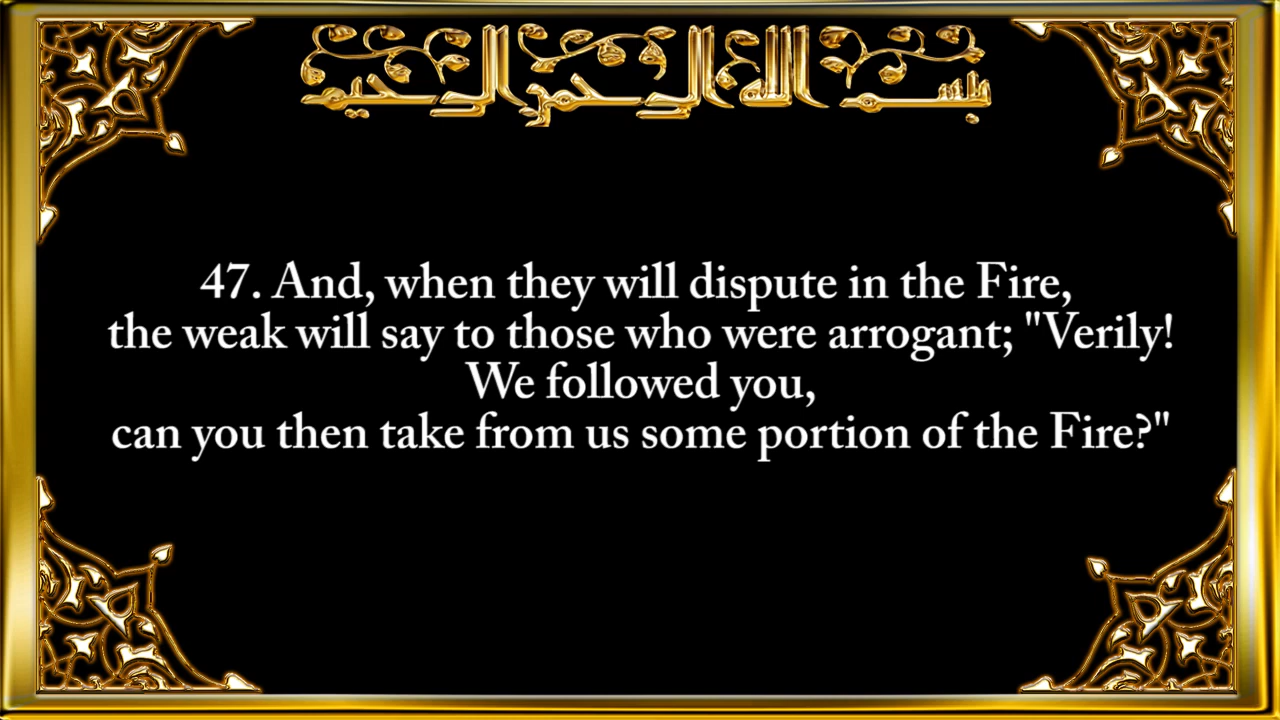 بسم الله الرحمن الرحيم
47. And, when they will dispute in the Fire,
the weak will say to those who were arrogant; "Verily!
We followed you,
can you then take from us some portion of the Fire?"